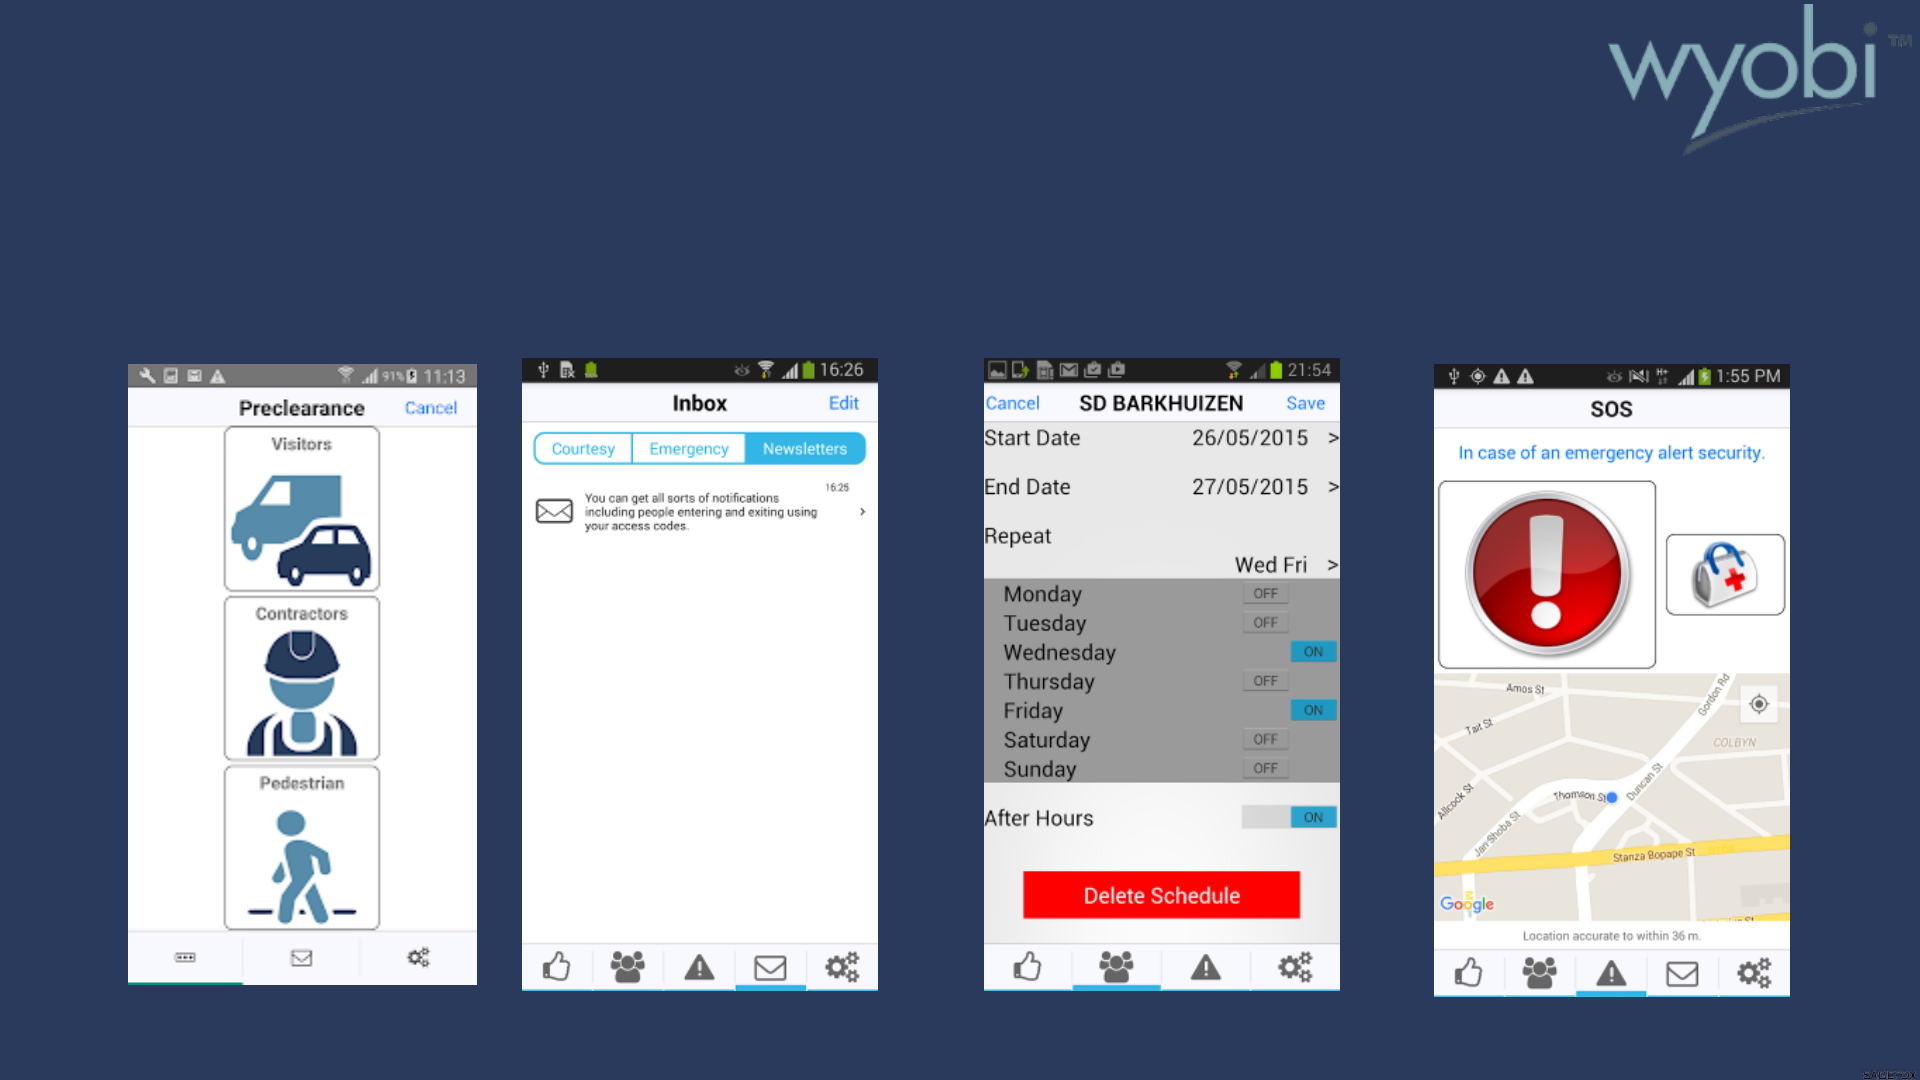 wyobi TM
91% 11:13
Preclearance Cancel
Visitors
Contractors
Pedestrian
16:26
Inbox Edit
Courtesy Emergency Newsletters
16:25
You can get all sorts of notifications
including people entering and exiting using
your access codes.
21:54
Cancel SD BARKHUIZEN Save
Start Date 26/05/2015 >
End Date 27/05/2015 >
Repeat
Wed Fri >
Monday OFF
Tuesday OFF
Wednesday ON
Thursday OFF
Friday ON
Saturday OFF
Sunday OFF
After Hours ON
Delete Schedule
H+ 1:55 PM
SOS
In case of an emergency alert security.
Amos St
Gordon Rd
Tait St
COLBYN
Duncan St
Allcock St
Thomson St
Jan Shoba St
Stanza Bopape St
Google
Location accurate to within 36 m.